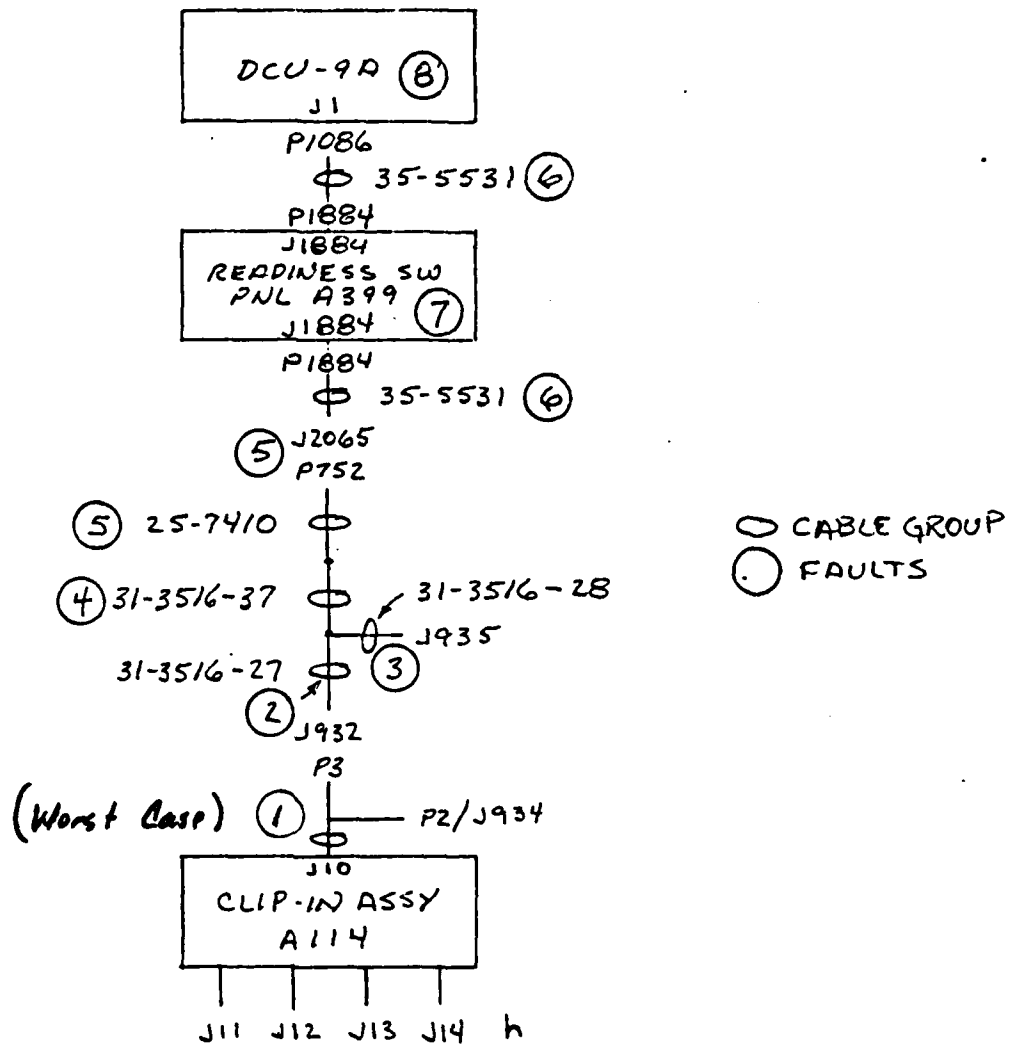 DCU-9A 8
J1
P1086
35-5531 6
P1884
J1884
READINESS SW
PNL A399 7
J1884
P1884
35-5531 6
5 J2065
P752
5 25-7410
CABLE GROUP
FAULTS
4 31-3516-37
31-3516-28
J935
3
31-3516-27
2
J932
P3
(Worst Case) 1
P2/J934
J10
CLIP-IN ASSY
A114
J11 J12 J13 J14 h